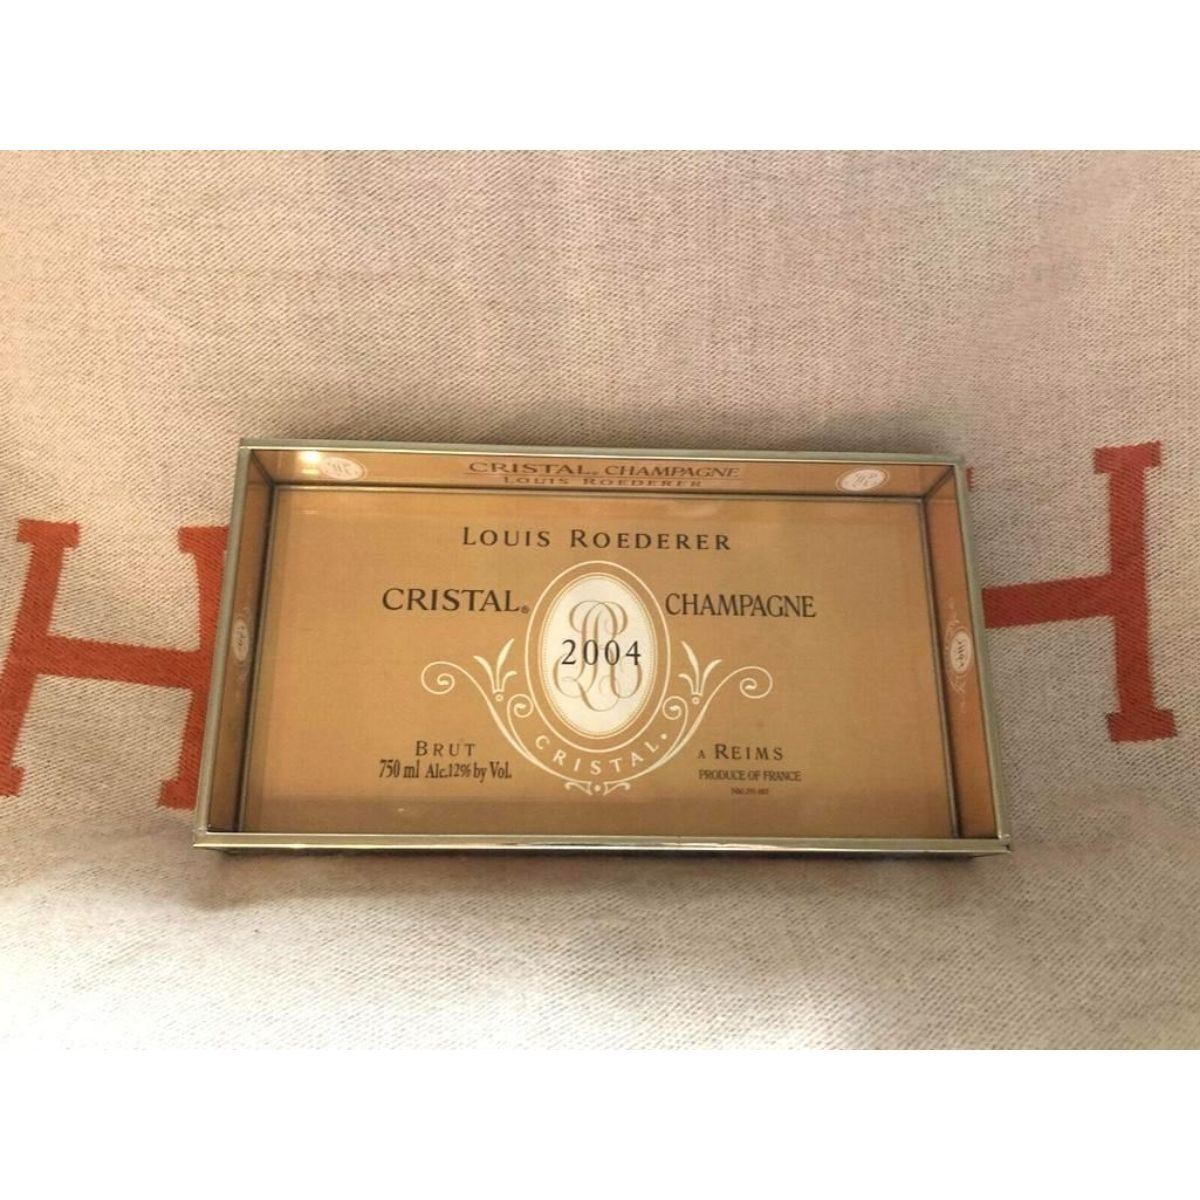 CRISTAL® CHAMPAGNE
LOUIS ROEDERER
LOUIS ROEDERER
CRISTAL® CHAMPAGNE
LR
2004
CRISTAL
BRUT
750 ml Alc.12% by Vol.
A REIMS
PRODUCE OF FRANCE
H H